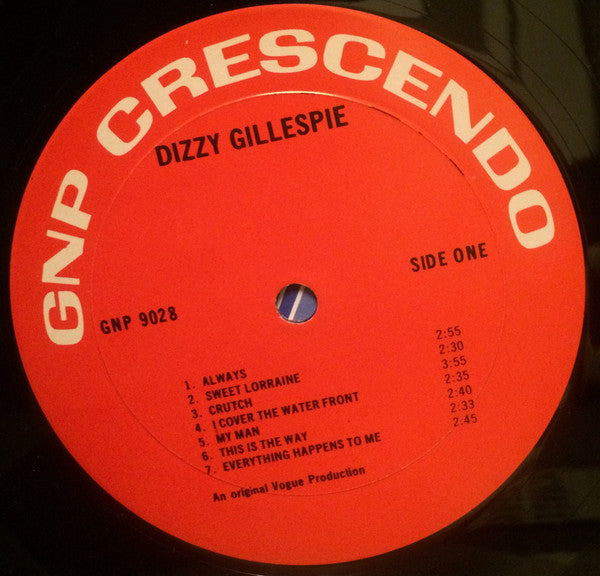 GNP CRESCENDO
DIZZY GILLESPIE
SIDE ONE
GNP 9028
1. ALWAYS 2:55
2. SWEET LORRAINE 2:30
3. CRUTCH 3:55
4. I COVER THE WATER FRONT 2:35
5. MY MAN 2:40
6. THIS IS THE WAY 2:33
7. EVERYTHING HAPPENS TO ME 2:45
An original Vogue Production